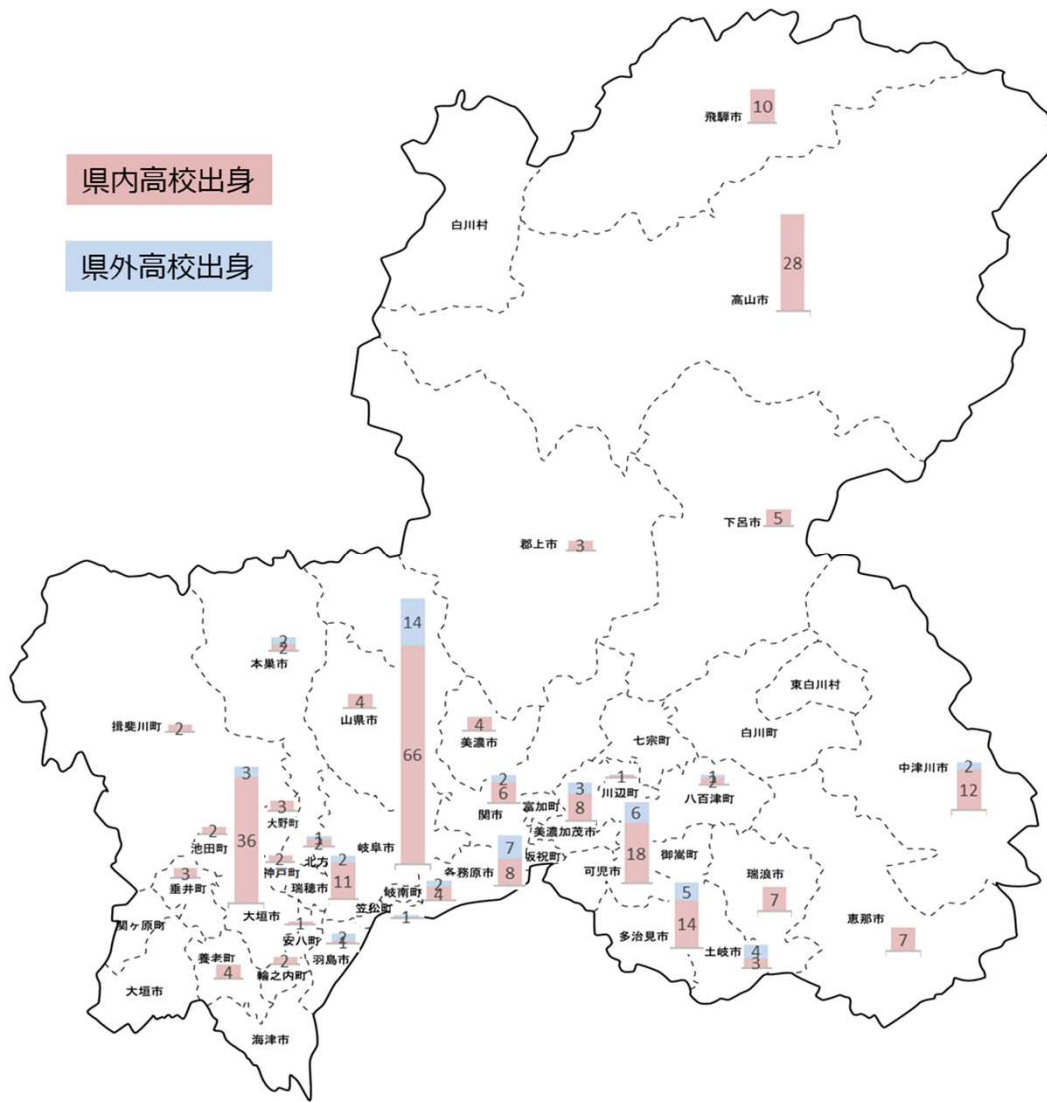 県内高校出身
県外高校出身
飛騨市
10
白川村
28
高山市
下呂市
5
郡上市
3
14
66
岐阜市
2
2
本巣市
4
山県市
揖斐川町
2
4
美濃市
東白川村
白川町
七宗町
中津川市
2
12
2
6
関市
富加町
3
8
美濃加茂市
1
川辺町
1
2
八百津町
3
36
大垣市
3
大野町
2
池田町
1
2
北方
2
神戸町
2
11
瑞穂市
7
8
各務原市
坂祝町
6
18
可児市
御嵩町
瑞浪市
7
3
垂井町
岐南町
2
4
笠松町
1
5
14
多治見市
4
3
土岐市
恵那市
7
関ケ原町
1
安八町
2
1
羽島市
養老町
4
2
輪之内町
大垣市
海津市